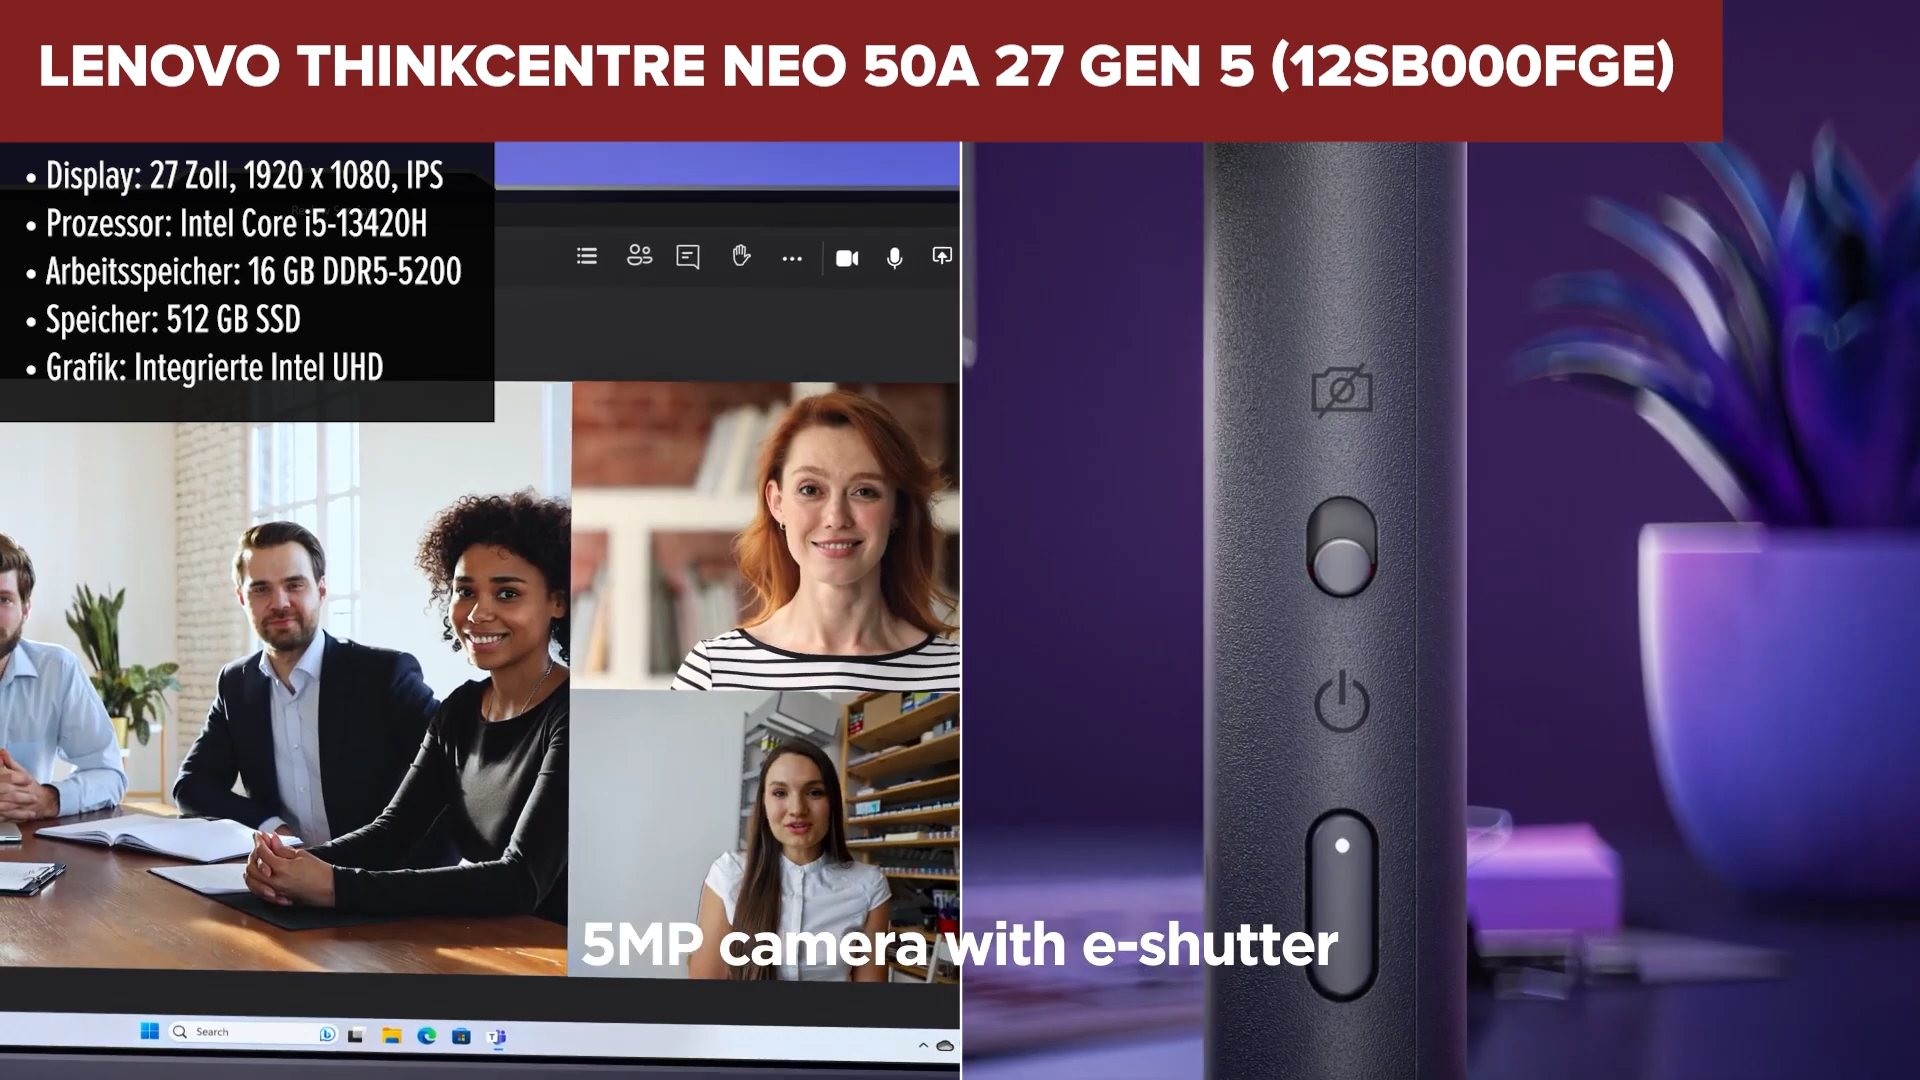 LENOVO THINKCENTRE NEO 50A 27 GEN 5 (12SB000FGE)
• Display: 27 Zoll, 1920 x 1080, IPS
• Prozessor: Intel Core i5-13420H
• Arbeitsspeicher: 16 GB DDR5-5200
• Speicher: 512 GB SSD
• Grafik: Integrierte Intel UHD
5MP camera with e-shutter
Search